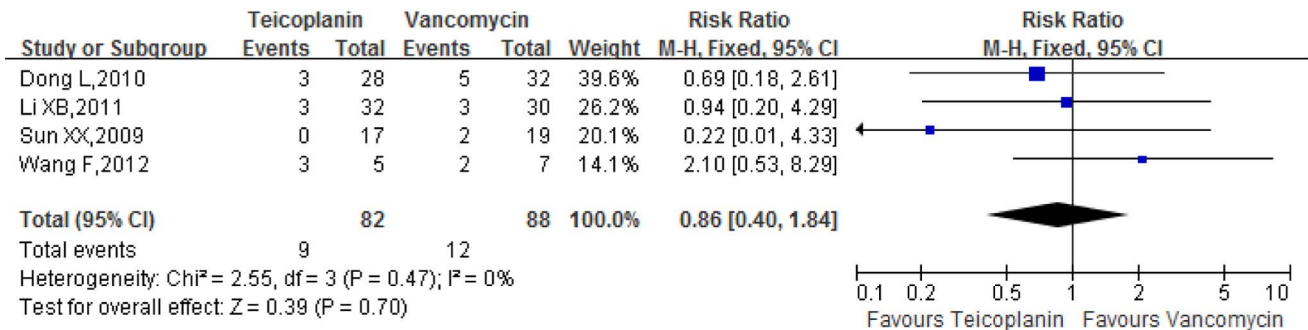 Teicoplanin Vancomycin Risk Ratio Risk Ratio
Study or Subgroup Events Total Events Total Weight M-H, Fixed, 95% CI M-H, Fixed, 95% CI
Dong L,2010 3 28 5 32 39.6% 0.69 [0.18, 2.61]
Li XB,2011 3 32 3 30 26.2% 0.94 [0.20, 4.29]
Sun XX,2009 0 17 2 19 20.1% 0.22 [0.01, 4.33]
Wang F,2012 3 5 2 7 14.1% 2.10 [0.53, 8.29]
Total (95% CI) 82 88 100.0% 0.86 [0.40, 1.84]
Total events 9 12
Heterogeneity: Chi² = 2.55, df = 3 (P = 0.47); I² = 0%
Test for overall effect: Z = 0.39 (P = 0.70)
0.1 0.2 0.5 1 2 5 10
Favours Teicoplanin Favours Vancomycin